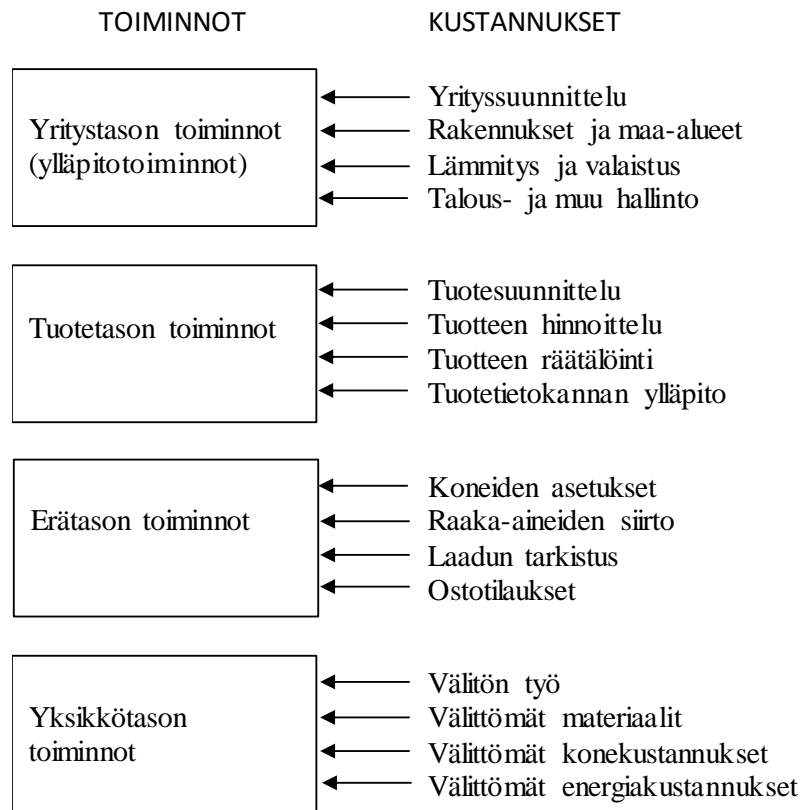 TOIMINNOT KUSTANNUKSET
Yritystason toiminnot
(ylläpitotoiminnot)
Yrityssuunnittelu
Rakennukset ja maa-alueet
Lämmitys ja valaistus
Talous- ja muu hallinto
Tuotetason toiminnot
Tuotesuunnittelu
Tuotteen hinnoittelu
Tuotteen räätälöinti
Tuotetietokannan ylläpito
Erätason toiminnot
Koneiden asetukset
Raaka-aineiden siirto
Laadun tarkistus
Ostotilaukset
Yksikkötason
toiminnot
Välitön työ
Välittömät materiaalit
Välittömät konekustannukset
Välittömät energiakustannukset